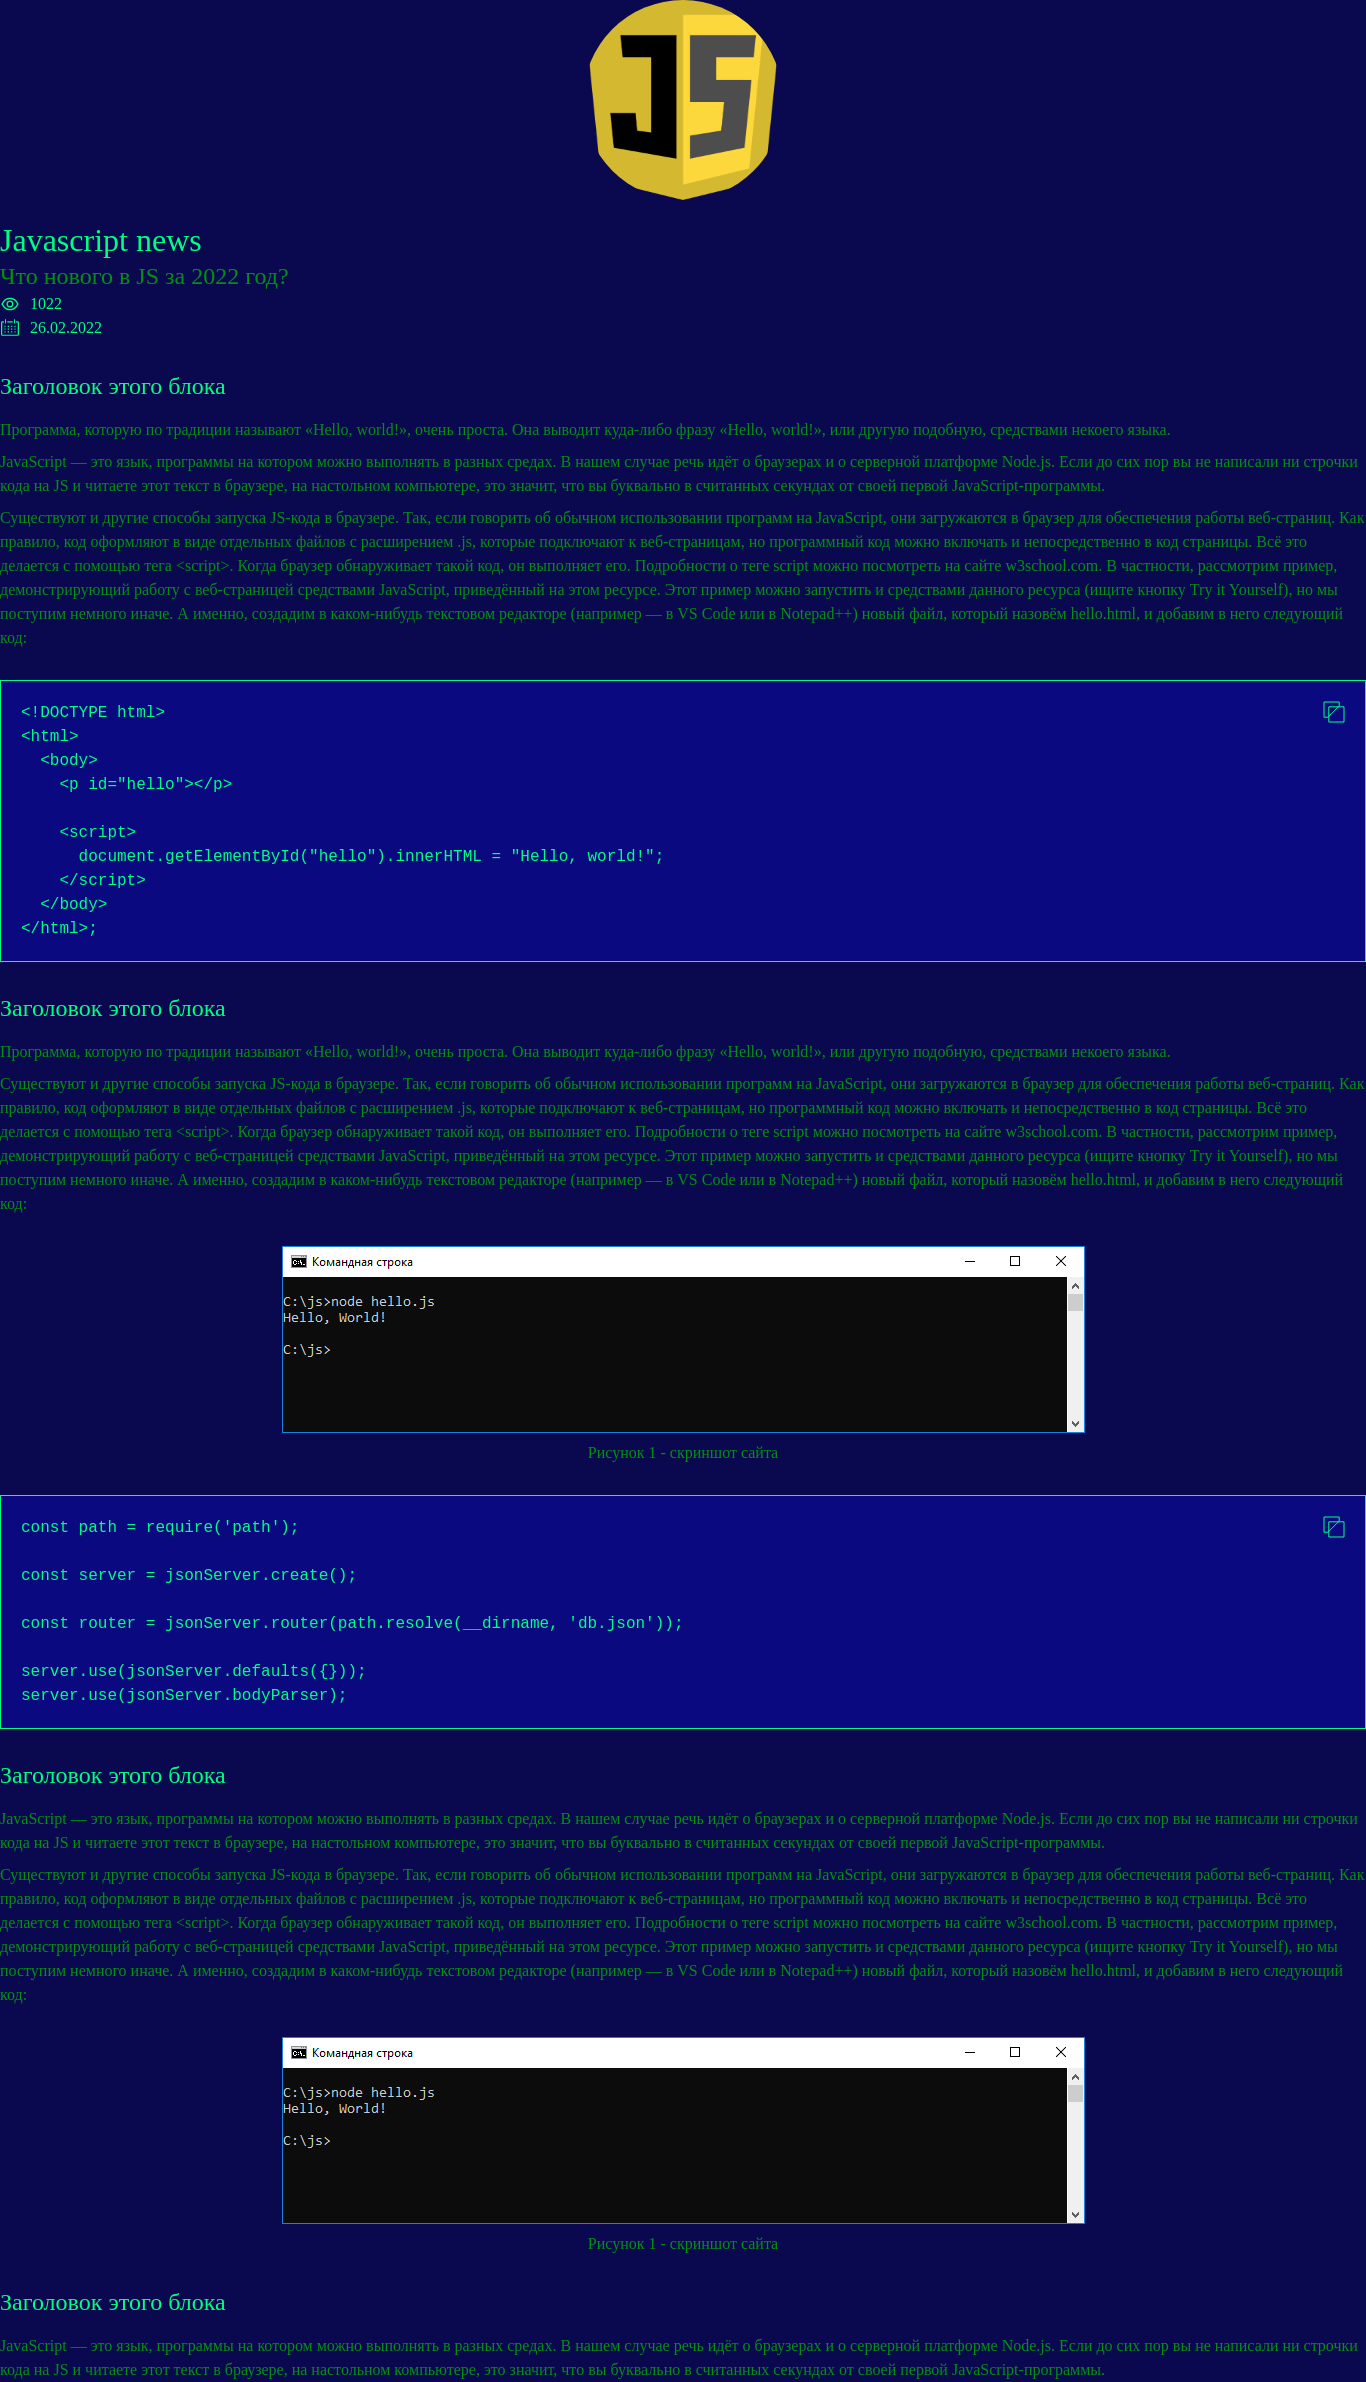 JS
Javascript news
Что нового в JS за 2022 год?
1022
26.02.2022
Заголовок этого блока
Программа, которую по традиции называют «Hello, world!», очень проста. Она выводит куда-либо фразу «Hello, world!», или другую подобную, средствами некоего языка.
JavaScript — это язык, программы на котором можно выполнять в разных средах. В нашем случае речь идёт о браузерах и о серверной платформе Node.js. Если до сих пор вы не написали ни строчки
кода на JS и читаете этот текст в браузере, на настольном компьютере, это значит, что вы буквально в считанных секундах от своей первой JavaScript-программы.
Существуют и другие способы запуска JS-кода в браузере. Так, если говорить об обычном использовании программ на JavaScript, они загружаются в браузер для обеспечения работы веб-страниц. Как
правило, код оформляют в виде отдельных файлов с расширением .js, которые подключают к веб-страницам, но программный код можно включать и непосредственно в код страницы. Всё это
делается с помощью тега <script>. Когда браузер обнаруживает такой код, он выполняет его. Подробности о теге script можно посмотреть на сайте w3school.com. В частности, рассмотрим пример,
демонстрирующий работу с веб-страницей средствами JavaScript, приведённый на этом ресурсе. Этот пример можно запустить и средствами данного ресурса (ищите кнопку Try it Yourself), но мы
поступим немного иначе. А именно, создадим в каком-нибудь текстовом редакторе (например — в VS Code или в Notepad++) новый файл, который назовём hello.html, и добавим в него следующий
код:
<!DOCTYPE html>
<html>
  <body>
    <p id="hello"></p>

    <script>
      document.getElementById("hello").innerHTML = "Hello, world!";
    </script>
  </body>
</html>;
Заголовок этого блока
Программа, которую по традиции называют «Hello, world!», очень проста. Она выводит куда-либо фразу «Hello, world!», или другую подобную, средствами некоего языка.
Существуют и другие способы запуска JS-кода в браузере. Так, если говорить об обычном использовании программ на JavaScript, они загружаются в браузер для обеспечения работы веб-страниц. Как
правило, код оформляют в виде отдельных файлов с расширением .js, которые подключают к веб-страницам, но программный код можно включать и непосредственно в код страницы. Всё это
делается с помощью тега <script>. Когда браузер обнаруживает такой код, он выполняет его. Подробности о теге script можно посмотреть на сайте w3school.com. В частности, рассмотрим пример,
демонстрирующий работу с веб-страницей средствами JavaScript, приведённый на этом ресурсе. Этот пример можно запустить и средствами данного ресурса (ищите кнопку Try it Yourself), но мы
поступим немного иначе. А именно, создадим в каком-нибудь текстовом редакторе (например — в VS Code или в Notepad++) новый файл, который назовём hello.html, и добавим в него следующий
код:
Командная строка
C:\js>node hello.js
Hello, World!
C:\js>
Рисунок 1 - скриншот сайта
const path = require('path');

const server = jsonServer.create();

const router = jsonServer.router(path.resolve(__dirname, 'db.json'));

server.use(jsonServer.defaults({}));
server.use(jsonServer.bodyParser);
Заголовок этого блока
JavaScript — это язык, программы на котором можно выполнять в разных средах. В нашем случае речь идёт о браузерах и о серверной платформе Node.js. Если до сих пор вы не написали ни строчки
кода на JS и читаете этот текст в браузере, на настольном компьютере, это значит, что вы буквально в считанных секундах от своей первой JavaScript-программы.
Существуют и другие способы запуска JS-кода в браузере. Так, если говорить об обычном использовании программ на JavaScript, они загружаются в браузер для обеспечения работы веб-страниц. Как
правило, код оформляют в виде отдельных файлов с расширением .js, которые подключают к веб-страницам, но программный код можно включать и непосредственно в код страницы. Всё это
делается с помощью тега <script>. Когда браузер обнаруживает такой код, он выполняет его. Подробности о теге script можно посмотреть на сайте w3school.com. В частности, рассмотрим пример,
демонстрирующий работу с веб-страницей средствами JavaScript, приведённый на этом ресурсе. Этот пример можно запустить и средствами данного ресурса (ищите кнопку Try it Yourself), но мы
поступим немного иначе. А именно, создадим в каком-нибудь текстовом редакторе (например — в VS Code или в Notepad++) новый файл, который назовём hello.html, и добавим в него следующий
код:
Командная строка
C:\js>node hello.js
Hello, World!
C:\js>
Рисунок 1 - скриншот сайта
Заголовок этого блока
JavaScript — это язык, программы на котором можно выполнять в разных средах. В нашем случае речь идёт о браузерах и о серверной платформе Node.js. Если до сих пор вы не написали ни строчки
кода на JS и читаете этот текст в браузере, на настольном компьютере, это значит, что вы буквально в считанных секундах от своей первой JavaScript-программы.